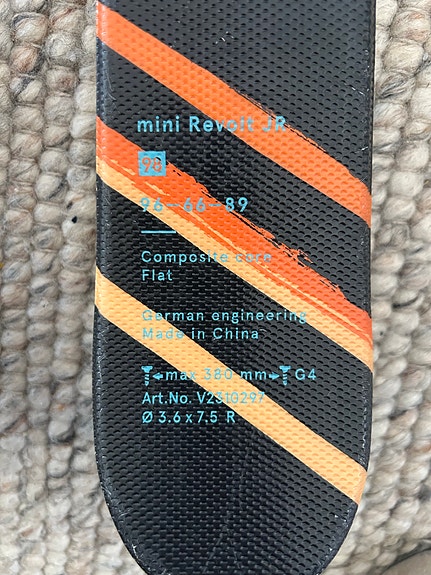 mini Revolt JR
98
96–66–89
Composite core
Flat
German engineering
Made in China
max 380 mm G4
Art.No. V2310297
Ø 3.6 x 7.5 R